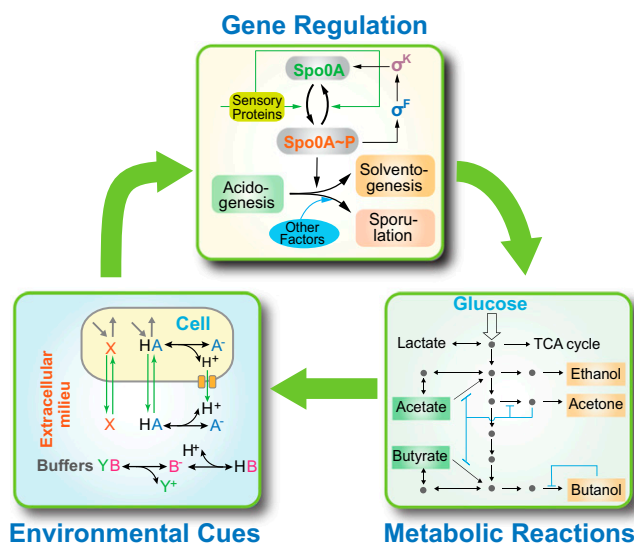 Gene Regulation
Spo0A
σK
Sensory
Proteins
σF
Spo0A~P
Acido-
genesis
Solvento-
genesis
Other
Factors
Sporu-
lation
Cell
X
HA
A-
H+
Extracellular
milieu
X
HA
H+
A-
Buffers
YB
B-
H+
HB
Y+
Environmental Cues
Glucose
Lactate
TCA cycle
Ethanol
Acetate
Acetone
Butyrate
Butanol
Metabolic Reactions